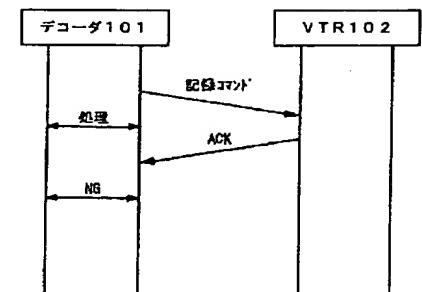 デコーダ101
VTR102
記録ｺﾏﾝﾄﾞ
処理
ACK
NG